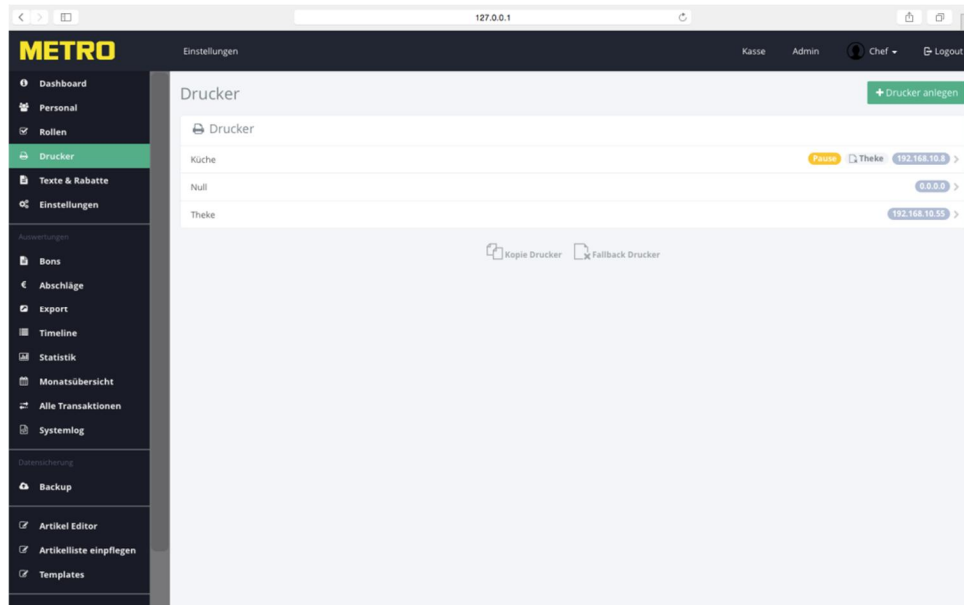 127.0.0.1
METRO
Einstellungen
Kasse Admin Chef Logout
Dashboard
Personal
Rollen
Drucker
Texte & Rabatte
Einstellungen
Auswertungen
Bons
€ Abschläge
Export
Timeline
Statistik
Monatsübersicht
Alle Transaktionen
Systemlog
Datensicherung
Backup
Artikel Editor
Artikelliste einpflegen
Templates
Drucker
+ Drucker anlegen
Drucker
Küche Pause Theke 192.168.10.8 >
Null 0.0.0.0 >
Theke 192.168.10.55 >
Kopie Drucker Fallback Drucker